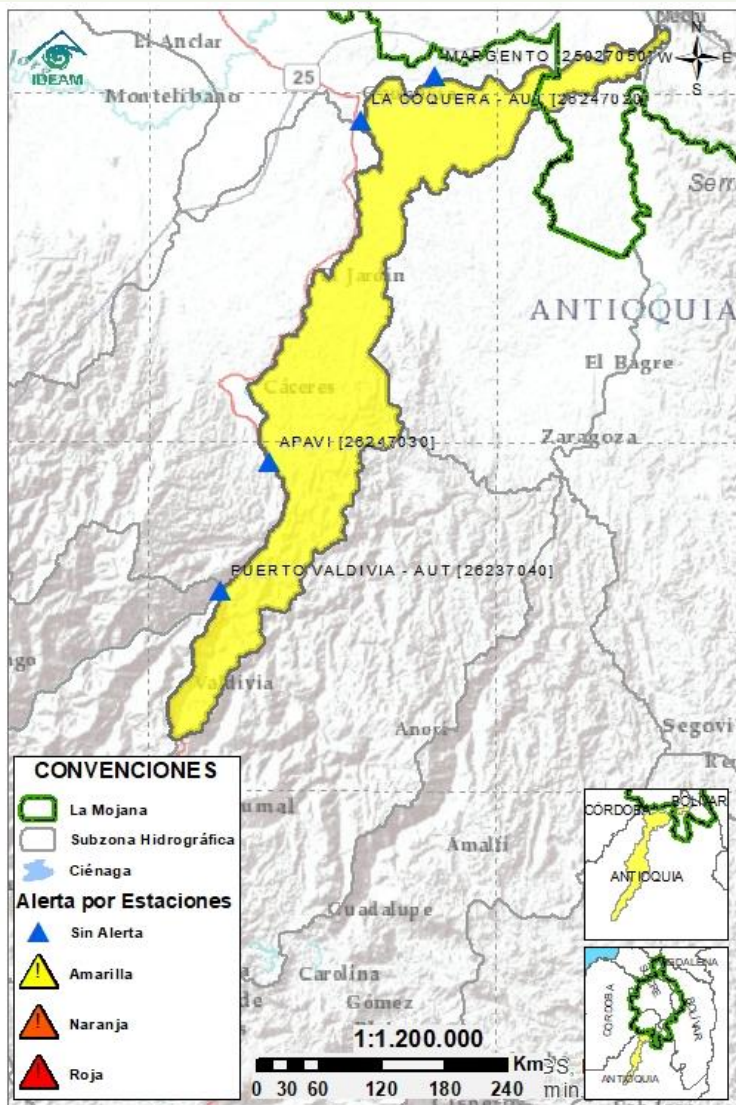 IDEAM
El Anclar
25
Montelibano
MARGENTO [25027050]
N
W E
S
LA COQUERA - AUT [26247020]
El Jardín
ANTIOQUIA
El Bagre
Cáceres
Zaragoza
APAVI [26247030]
PUERTO VALDIVIA - AUT [26237040]
Valdivia
Anorí
Segovi
Amalfi
Guadalupe
Carolina
Gomez
CONVENCIONES
La Mojana
Subzona Hidrográfica
Ciénaga
Alerta por Estaciones
Sin Alerta
Amarilla
Naranja
Roja
1:1.200.000
Km
0 30 60 120 180 240
CÓRDOBA
BOLÍVAR
ANTIOQUIA
CÓRDOBA
SUCRE
BOLÍVAR
ANTIOQUIA